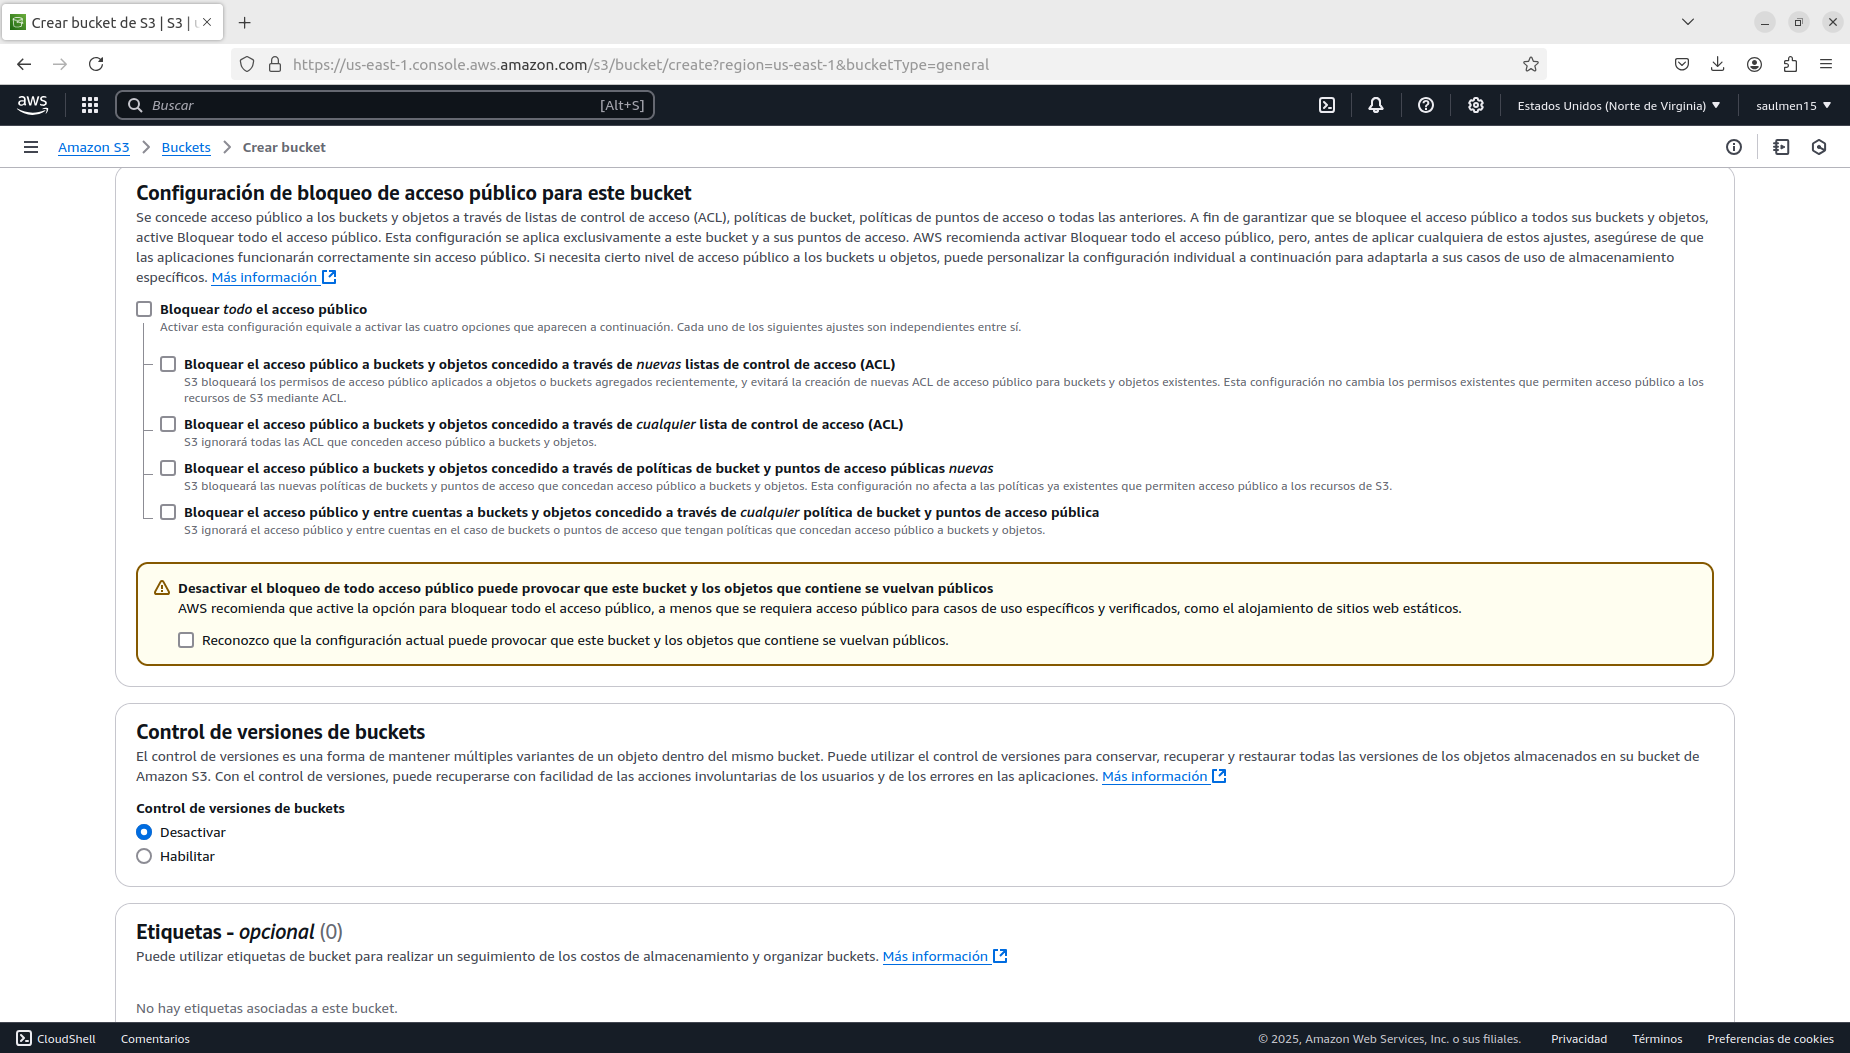 Crear bucket de S3 | S3 |
https://us-east-1.console.aws.amazon.com/s3/bucket/create?region=us-east-1&bucketType=general
aws
Buscar
[Alt+S]
Estados Unidos (Norte de Virginia)
saulmen15
Amazon S3
Buckets
Crear bucket
Configuración de bloqueo de acceso público para este bucket
Se concede acceso público a los buckets y objetos a través de listas de control de acceso (ACL), políticas de bucket, políticas de puntos de acceso o todas las anteriores. A fin de garantizar que se bloquee el acceso público a todos sus buckets y objetos,
active Bloquear todo el acceso público. Esta configuración se aplica exclusivamente a este bucket y a sus puntos de acceso. AWS recomienda activar Bloquear todo el acceso público, pero, antes de aplicar cualquiera de estos ajustes, asegúrese de que
las aplicaciones funcionarán correctamente sin acceso público. Si necesita cierto nivel de acceso público a los buckets u objetos, puede personalizar la configuración individual a continuación para adaptarla a sus casos de uso de almacenamiento
específicos. Más información
Bloquear todo el acceso público
Activar esta configuración equivale a activar las cuatro opciones que aparecen a continuación. Cada uno de los siguientes ajustes son independientes entre sí.
Bloquear el acceso público a buckets y objetos concedido a través de nuevas listas de control de acceso (ACL)
S3 bloqueará los permisos de acceso público aplicados a objetos o buckets agregados recientemente, y evitará la creación de nuevas ACL de acceso público para buckets y objetos existentes. Esta configuración no cambia los permisos existentes que permiten acceso público a los
recursos de S3 mediante ACL.
Bloquear el acceso público a buckets y objetos concedido a través de cualquier lista de control de acceso (ACL)
S3 ignorará todas las ACL que conceden acceso público a buckets y objetos.
Bloquear el acceso público a buckets y objetos concedido a través de políticas de bucket y puntos de acceso públicas nuevas
S3 bloqueará las nuevas políticas de buckets y puntos de acceso que concedan acceso público a buckets y objetos. Esta configuración no afecta a las políticas ya existentes que permiten acceso público a los recursos de S3.
Bloquear el acceso público y entre cuentas a buckets y objetos concedido a través de cualquier política de bucket y puntos de acceso pública
S3 ignorará el acceso público y entre cuentas en el caso de buckets o puntos de acceso que tengan políticas que concedan acceso público a buckets y objetos.
Desactivar el bloqueo de todo acceso público puede provocar que este bucket y los objetos que contiene se vuelvan públicos
AWS recomienda que active la opción para bloquear todo el acceso público, a menos que se requiera acceso público para casos de uso específicos y verificados, como el alojamiento de sitios web estáticos.
Reconozco que la configuración actual puede provocar que este bucket y los objetos que contiene se vuelvan públicos.
Control de versiones de buckets
El control de versiones es una forma de mantener múltiples variantes de un objeto dentro del mismo bucket. Puede utilizar el control de versiones para conservar, recuperar y restaurar todas las versiones de los objetos almacenados en su bucket de
Amazon S3. Con el control de versiones, puede recuperarse con facilidad de las acciones involuntarias de los usuarios y de los errores en las aplicaciones. Más información
Control de versiones de buckets
Desactivar
Habilitar
Etiquetas - opcional (0)
Puede utilizar etiquetas de bucket para realizar un seguimiento de los costos de almacenamiento y organizar buckets. Más información
No hay etiquetas asociadas a este bucket.
CloudShell
Comentarios
© 2025, Amazon Web Services, Inc. o sus filiales.
Privacidad
Términos
Preferencias de cookies